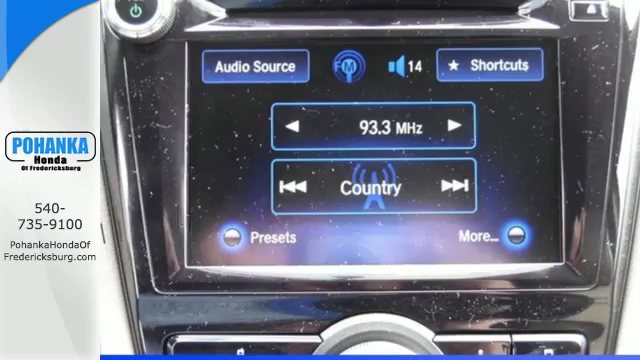 Audio Source
FM
14
★ Shortcuts
93.3 MHz
Country
Presets
More...
POHANKA
Honda
Of Fredericksburg
540-
735-9100
PohankaHondaOf
Fredericksburg.com